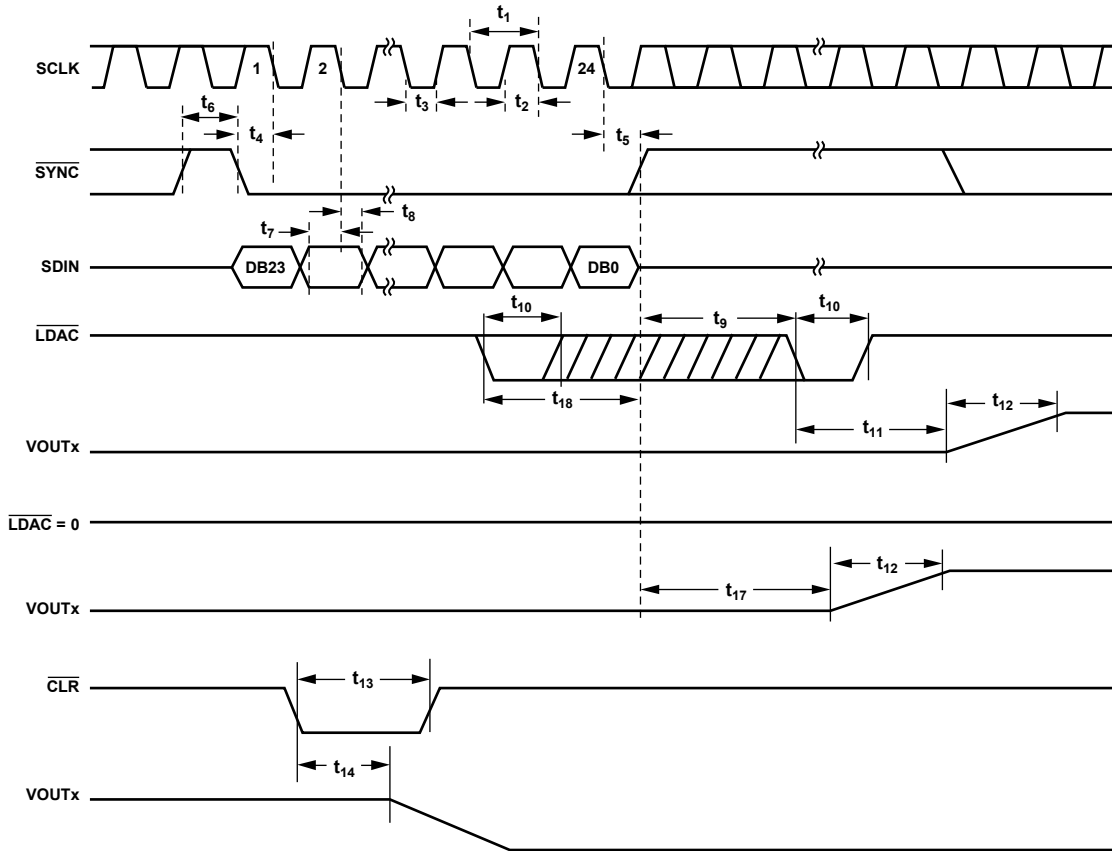 t1
SCLK
1
2
24
t3
t2
t6
t4
t5
SYNC
t8
t7
SDIN
DB23
DB0
t10
t9
t10
LDAC
t18
t12
t11
VOUTx
LDAC = 0
t12
t17
VOUTx
t13
CLR
t14
VOUTx